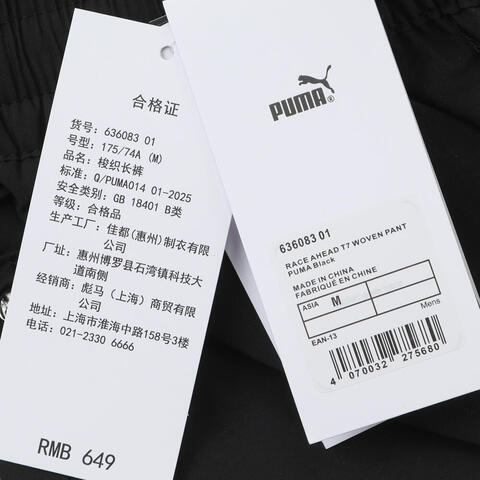 合格证
货号: 636083 01
号型: 175/74A (M)
品名: 梭织长裤
标准: Q/PUMA014 01-2025
安全类别: GB 18401 B类
等级: 合格品
生产工厂: 佳都(惠州)制衣有限
公司
厂址: 惠州博罗县石湾镇科技大
道南侧
经销商: 彪马(上海)商贸有限
公司
地址: 上海市淮海中路158号3楼
电话: 021-2330 6666
RMB 649
PUMA®
636083 01
RACE AHEAD T7 WOVEN PANT
PUMA Black
MADE IN CHINA
FABRIQUÉ EN CHINE
ASIA M
Mens
EAN-13
4 070032 275680